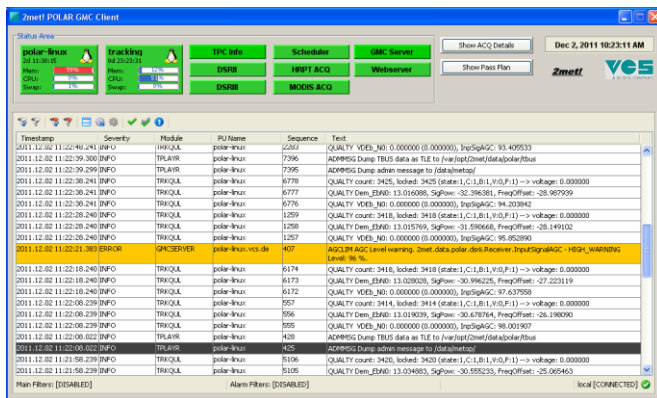 2met! POLAR GMC Client
Status Area
polar-linux
2d 11:38:15
Mem:
CPU:
Swap:
tracking
0d 23:23:31
Mem:
CPU:
Swap:
TPC Info
DSRII
DSRIII
Scheduler
HRPT ACQ
MODIS ACQ
GMC Server
Webserver
Show ACQ Details
Show Pass Plan
Dec 2, 2011 10:23:11 AM
2met!
VCS
Timestamp Severity Module PU Name Sequence Text
2011.12.02 11:22:48.241 INFO TRKQUL polar-linux 2283 QUALTY VDEb_N0: 0.000000 (0.000000), InpSigAGC: 93.405533
2011.12.02 11:22:39.300 INFO TPLAYR polar-linux 7396 ADMMSG Dump TBUS data as TLE to /var/opt/2met/data/polar/tbus
2011.12.02 11:22:39.299 INFO TPLAYR polar-linux 7395 ADMMSG Dump admin message to /data/metop/
2011.12.02 11:22:38.241 INFO TRKQUL polar-linux 6778 QUALTY count: 3425, locked: 3425 (state:1,C:1,B:1,V:0,F:1) --> voltage: 0.000000
2011.12.02 11:22:38.241 INFO TRKQUL polar-linux 6777 QUALTY Dem_EbN0: 13.016088, SigPow: -32.396381, FreqOffset: -28.987939
2011.12.02 11:22:38.241 INFO TRKQUL polar-linux 6776 QUALTY VDEb_N0: 0.000000 (0.000000), InpSigAGC: 94.203842
2011.12.02 11:22:28.240 INFO TRKQUL polar-linux 1259 QUALTY count: 3418, locked: 3418 (state:1,C:1,B:1,V:0,F:1) --> voltage: 0.000000
2011.12.02 11:22:28.240 INFO TRKQUL polar-linux 1258 QUALTY Dem_EbN0: 13.015769, SigPow: -31.590668, FreqOffset: -28.149102
2011.12.02 11:22:28.240 INFO TRKQUL polar-linux 1257 QUALTY VDEb_N0: 0.000000 (0.000000), InpSigAGC: 95.852890
2011.12.02 11:22:21.383 ERROR GMCSERVER polar-linux.vcs.de 407 AGCLIM AGC Level warning. 2met.data.polar.dsrii.Receiver.InputSignalAGC - HIGH_WARNING
Level: 96 %.
2011.12.02 11:22:18.240 INFO TRKQUL polar-linux 6174 QUALTY count: 3418, locked: 3418 (state:1,C:1,B:1,V:0,F:1) --> voltage: 0.000000
2011.12.02 11:22:18.240 INFO TRKQUL polar-linux 6173 QUALTY Dem_EbN0: 13.028028, SigPow: -30.996225, FreqOffset: -27.223119
2011.12.02 11:22:18.240 INFO TRKQUL polar-linux 6172 QUALTY VDEb_N0: 0.000000 (0.000000), InpSigAGC: 97.637558
2011.12.02 11:22:08.239 INFO TRKQUL polar-linux 557 QUALTY count: 3414, locked: 3414 (state:1,C:1,B:1,V:0,F:1) --> voltage: 0.000000
2011.12.02 11:22:08.239 INFO TRKQUL polar-linux 556 QUALTY Dem_EbN0: 13.019039, SigPow: -30.678764, FreqOffset: -26.198090
2011.12.02 11:22:08.239 INFO TRKQUL polar-linux 555 QUALTY VDEb_N0: 0.000000 (0.000000), InpSigAGC: 98.001907
2011.12.02 11:22:08.022 INFO TPLAYR polar-linux 428 QUALTY Dump TBUS data as TLE to /var/opt/2met/data/polar/tbus
2011.12.02 11:22:08.022 INFO TPLAYR polar-linux 425 ADMMSG Dump admin message to /data/metop/
2011.12.02 11:21:58.239 INFO TRKQUL polar-linux 5106 QUALTY count: 3420, locked: 3420 (state:1,C:1,B:1,V:0,F:1) --> voltage: 0.000000
2011.12.02 11:21:58.239 INFO TRKQUL polar-linux 5105 QUALTY Dem_EbN0: 13.034883, SigPow: -30.555233, FreqOffset: -25.065463
Main Filters: [DISABLED] Alarm Filters: [DISABLED] local [CONNECTED]